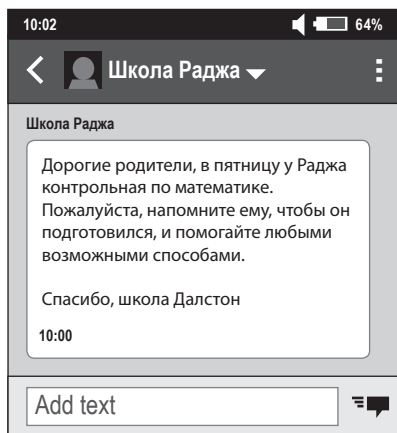 10:02
64%
Школа Раджа
Школа Раджа
Дорогие родители, в пятницу у Раджа
контрольная по математике.
Пожалуйста, напомните ему, чтобы он
подготовился, и помогайте любыми
возможными способами.
Спасибо, школа Далстон
10:00
Add text